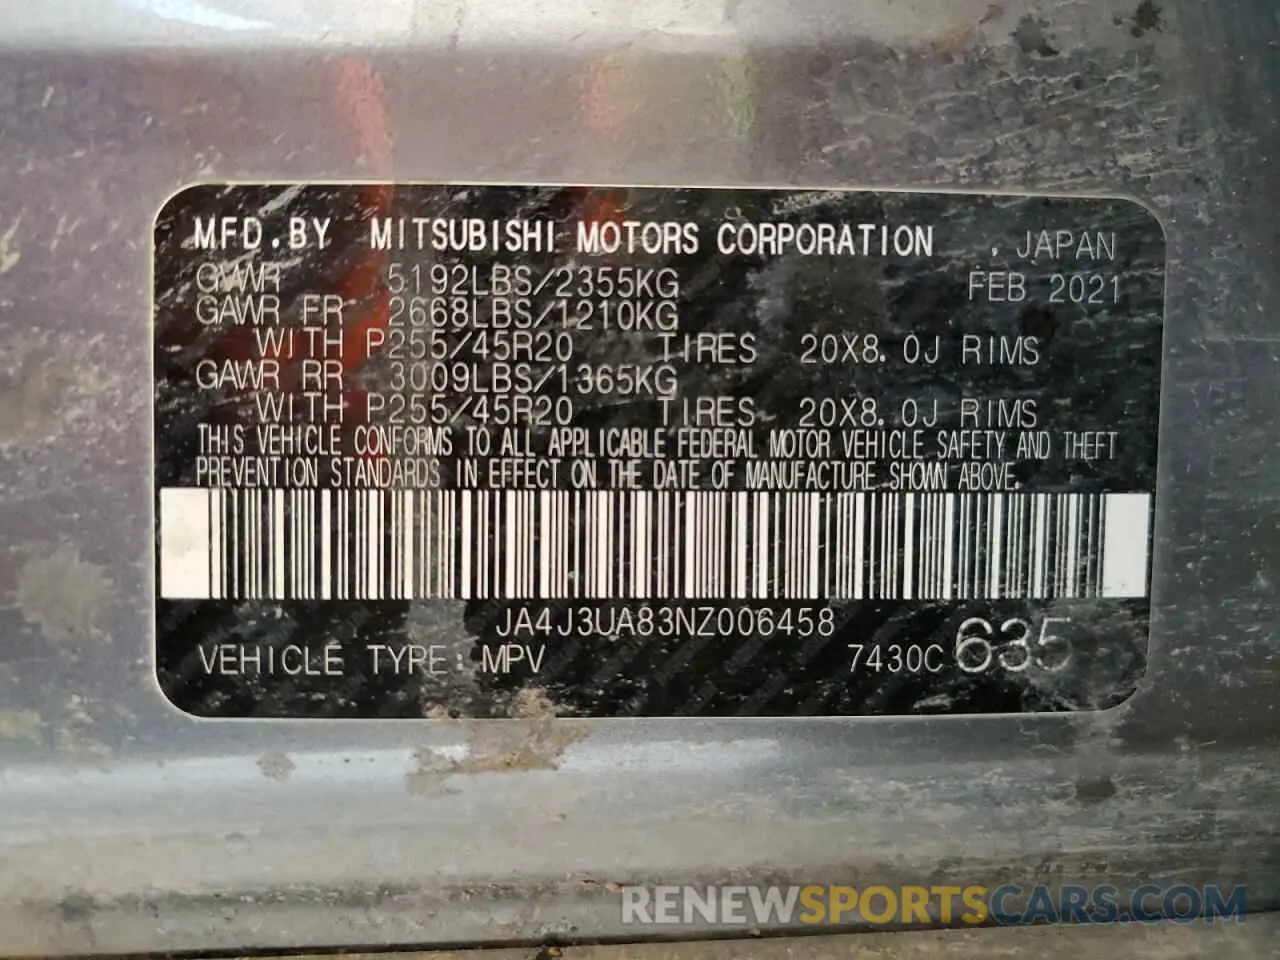 MFD.BY MITSUBISHI MOTORS CORPORATION , JAPAN
GVWR 5192LBS/2355KG FEB 2021
GAWR FR 2668LBS/1210KG
WITH P255/45R20 TIRES 20X8.0J RIMS
GAWR RR 3009LBS/1365KG
WITH P255/45R20 TIRES 20X8.0J RIMS
THIS VEHICLE CONFORMS TO ALL APPLICABLE FEDERAL MOTOR VEHICLE SAFETY AND THEFT
PREVENTION STANDARDS IN EFFECT ON THE DATE OF MANUFACTURE SHOWN ABOVE.
JA4J3UA83NZ006458
VEHICLE TYPE: MPV 7430C 635
RENEWSPORTSCARS.COM